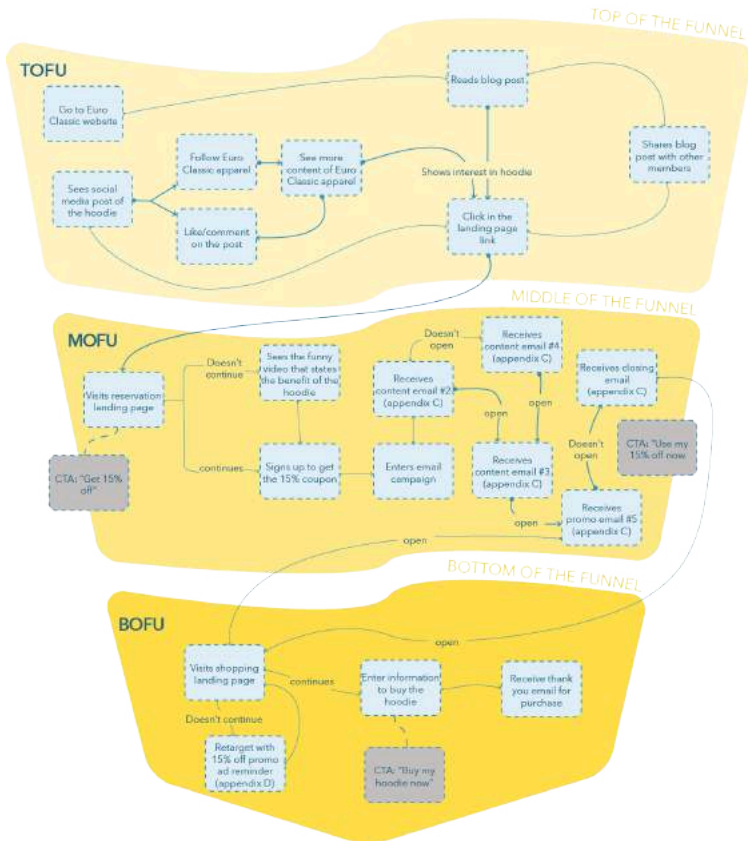 TOP OF THE FUNNEL
TOFU
Go to Euro
Classic website
Reads blog post
Shares blog
post with other
members
Follow Euro
Classic apparel
See more
content of Euro
Classic apparel
Shows interest in hoodie
Sees social
media post of
the hoodie
Like/comment
on the post
Click in the
landing page
link
MIDDLE OF THE FUNNEL
MOFU
Visits reservation
landing page
Doesn't
continue
Sees the funny
video that states
the benefit of the
hoodie
Doesn't
open
Receives
content email #4
(appendix C)
Receives
content email #2
(appendix C)
open
open
Receives closing
email
(appendix C)
CTA: "Get 15%
off"
continues
Signs up to get
the 15% coupon
Enters email
campaign
Receives
content email #3
(appendix C)
Doesn't
open
CTA: "Use my
15% off now
open
Receives
promo email #5
(appendix C)
open
BOTTOM OF THE FUNNEL
BOFU
open
Visits shopping
landing page
continues
Enter information
to buy the
hoodie
Receive thank
you email for
purchase
Doesn't continue
Retarget with
15% off promo
ad reminder
(appendix D)
CTA: "Buy my
hoodie now"